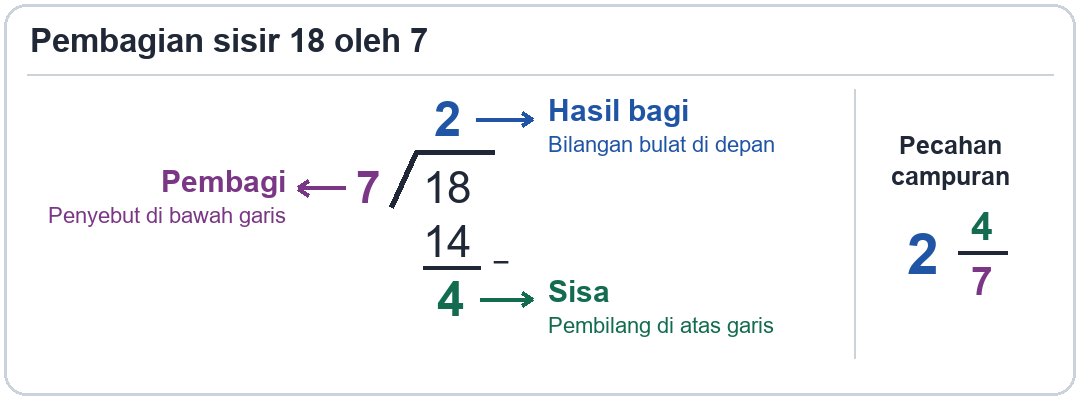 Pembagian sisir 18 oleh 7
2
Hasil bagi
Bilangan bulat di depan
Pembagi
Penyebut di bawah garis
7
18
14
–
4
Sisa
Pembilang di atas garis
Pecahan
campuran
2
4
7